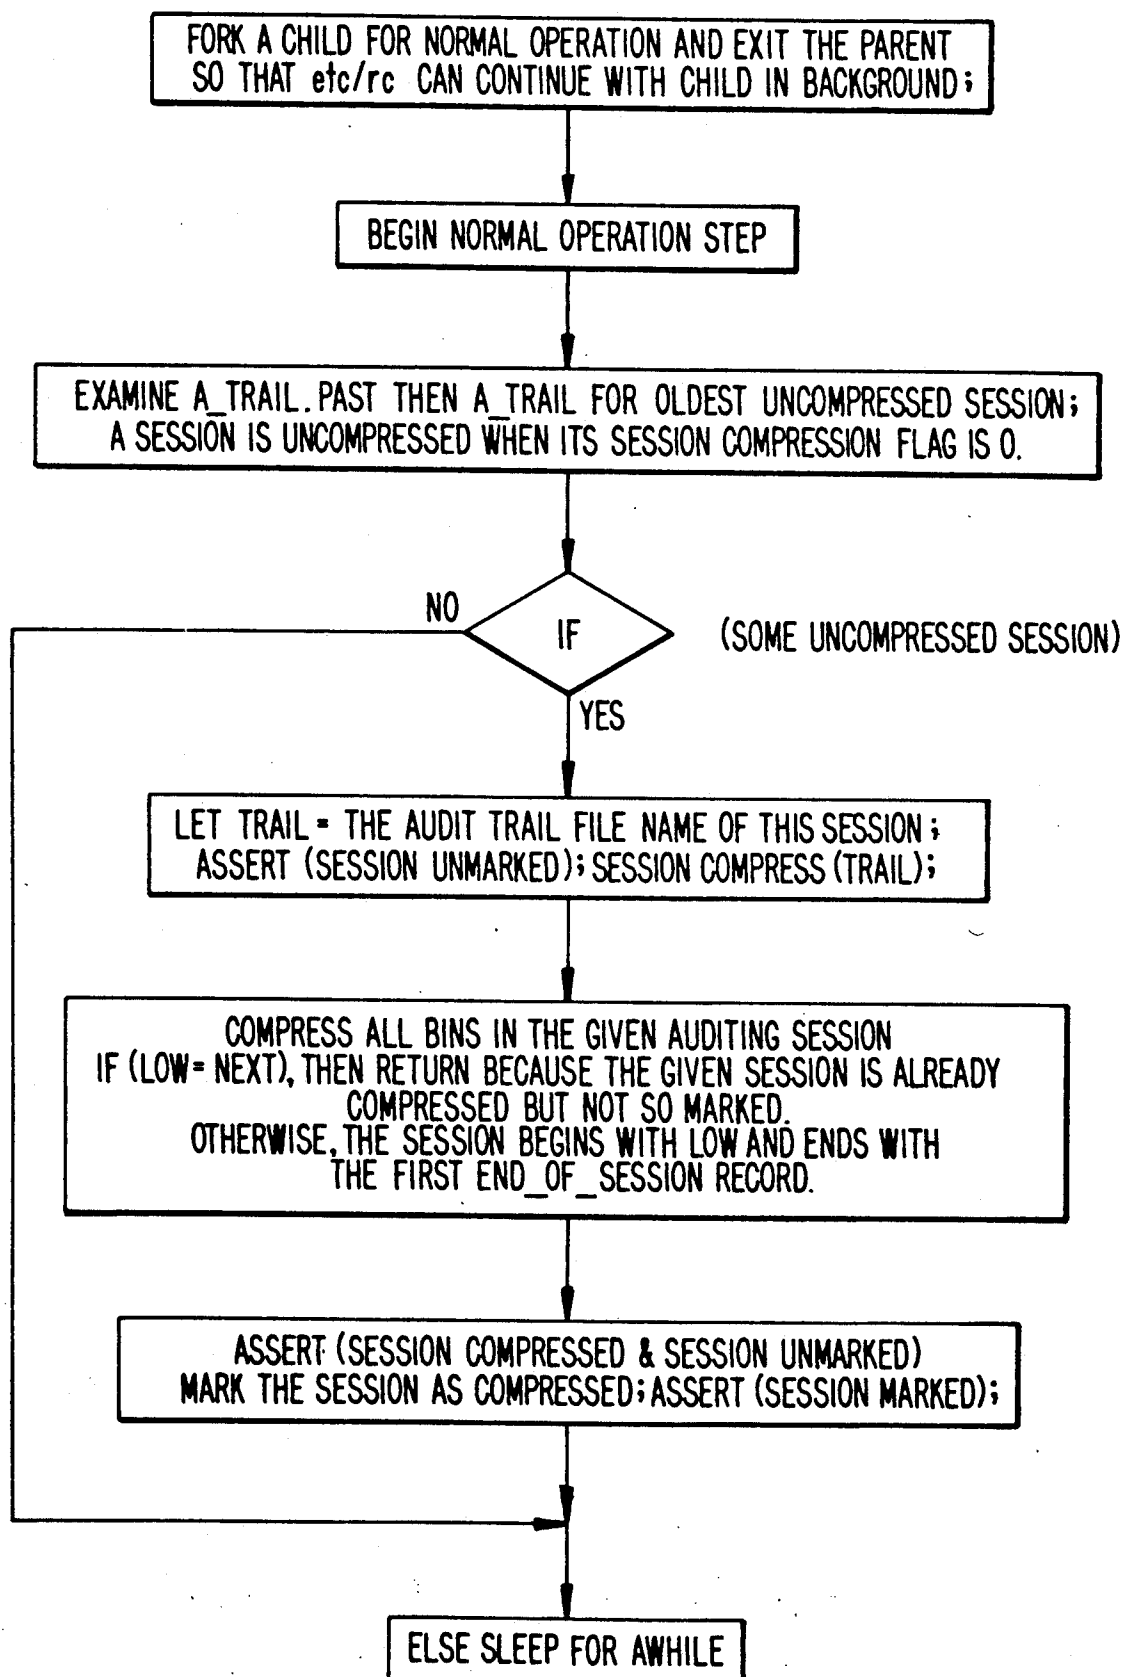 FORK A CHILD FOR NORMAL OPERATION AND EXIT THE PARENT
SO THAT etc/rc CAN CONTINUE WITH CHILD IN BACKGROUND;
BEGIN NORMAL OPERATION STEP
EXAMINE A_TRAIL.PAST THEN A_TRAIL FOR OLDEST UNCOMPRESSED SESSION;
A SESSION IS UNCOMPRESSED WHEN ITS SESSION COMPRESSION FLAG IS 0.
NO
IF
(SOME UNCOMPRESSED SESSION)
YES
LET TRAIL = THE AUDIT TRAIL FILE NAME OF THIS SESSION;
ASSERT (SESSION UNMARKED); SESSION COMPRESS (TRAIL);
COMPRESS ALL BINS IN THE GIVEN AUDITING SESSION
IF (LOW = NEXT), THEN RETURN BECAUSE THE GIVEN SESSION IS ALREADY
COMPRESSED BUT NOT SO MARKED.
OTHERWISE, THE SESSION BEGINS WITH LOW AND ENDS WITH
THE FIRST END_OF_SESSION RECORD.
ASSERT (SESSION COMPRESSED & SESSION UNMARKED)
MARK THE SESSION AS COMPRESSED; ASSERT (SESSION MARKED);
ELSE SLEEP FOR AWHILE